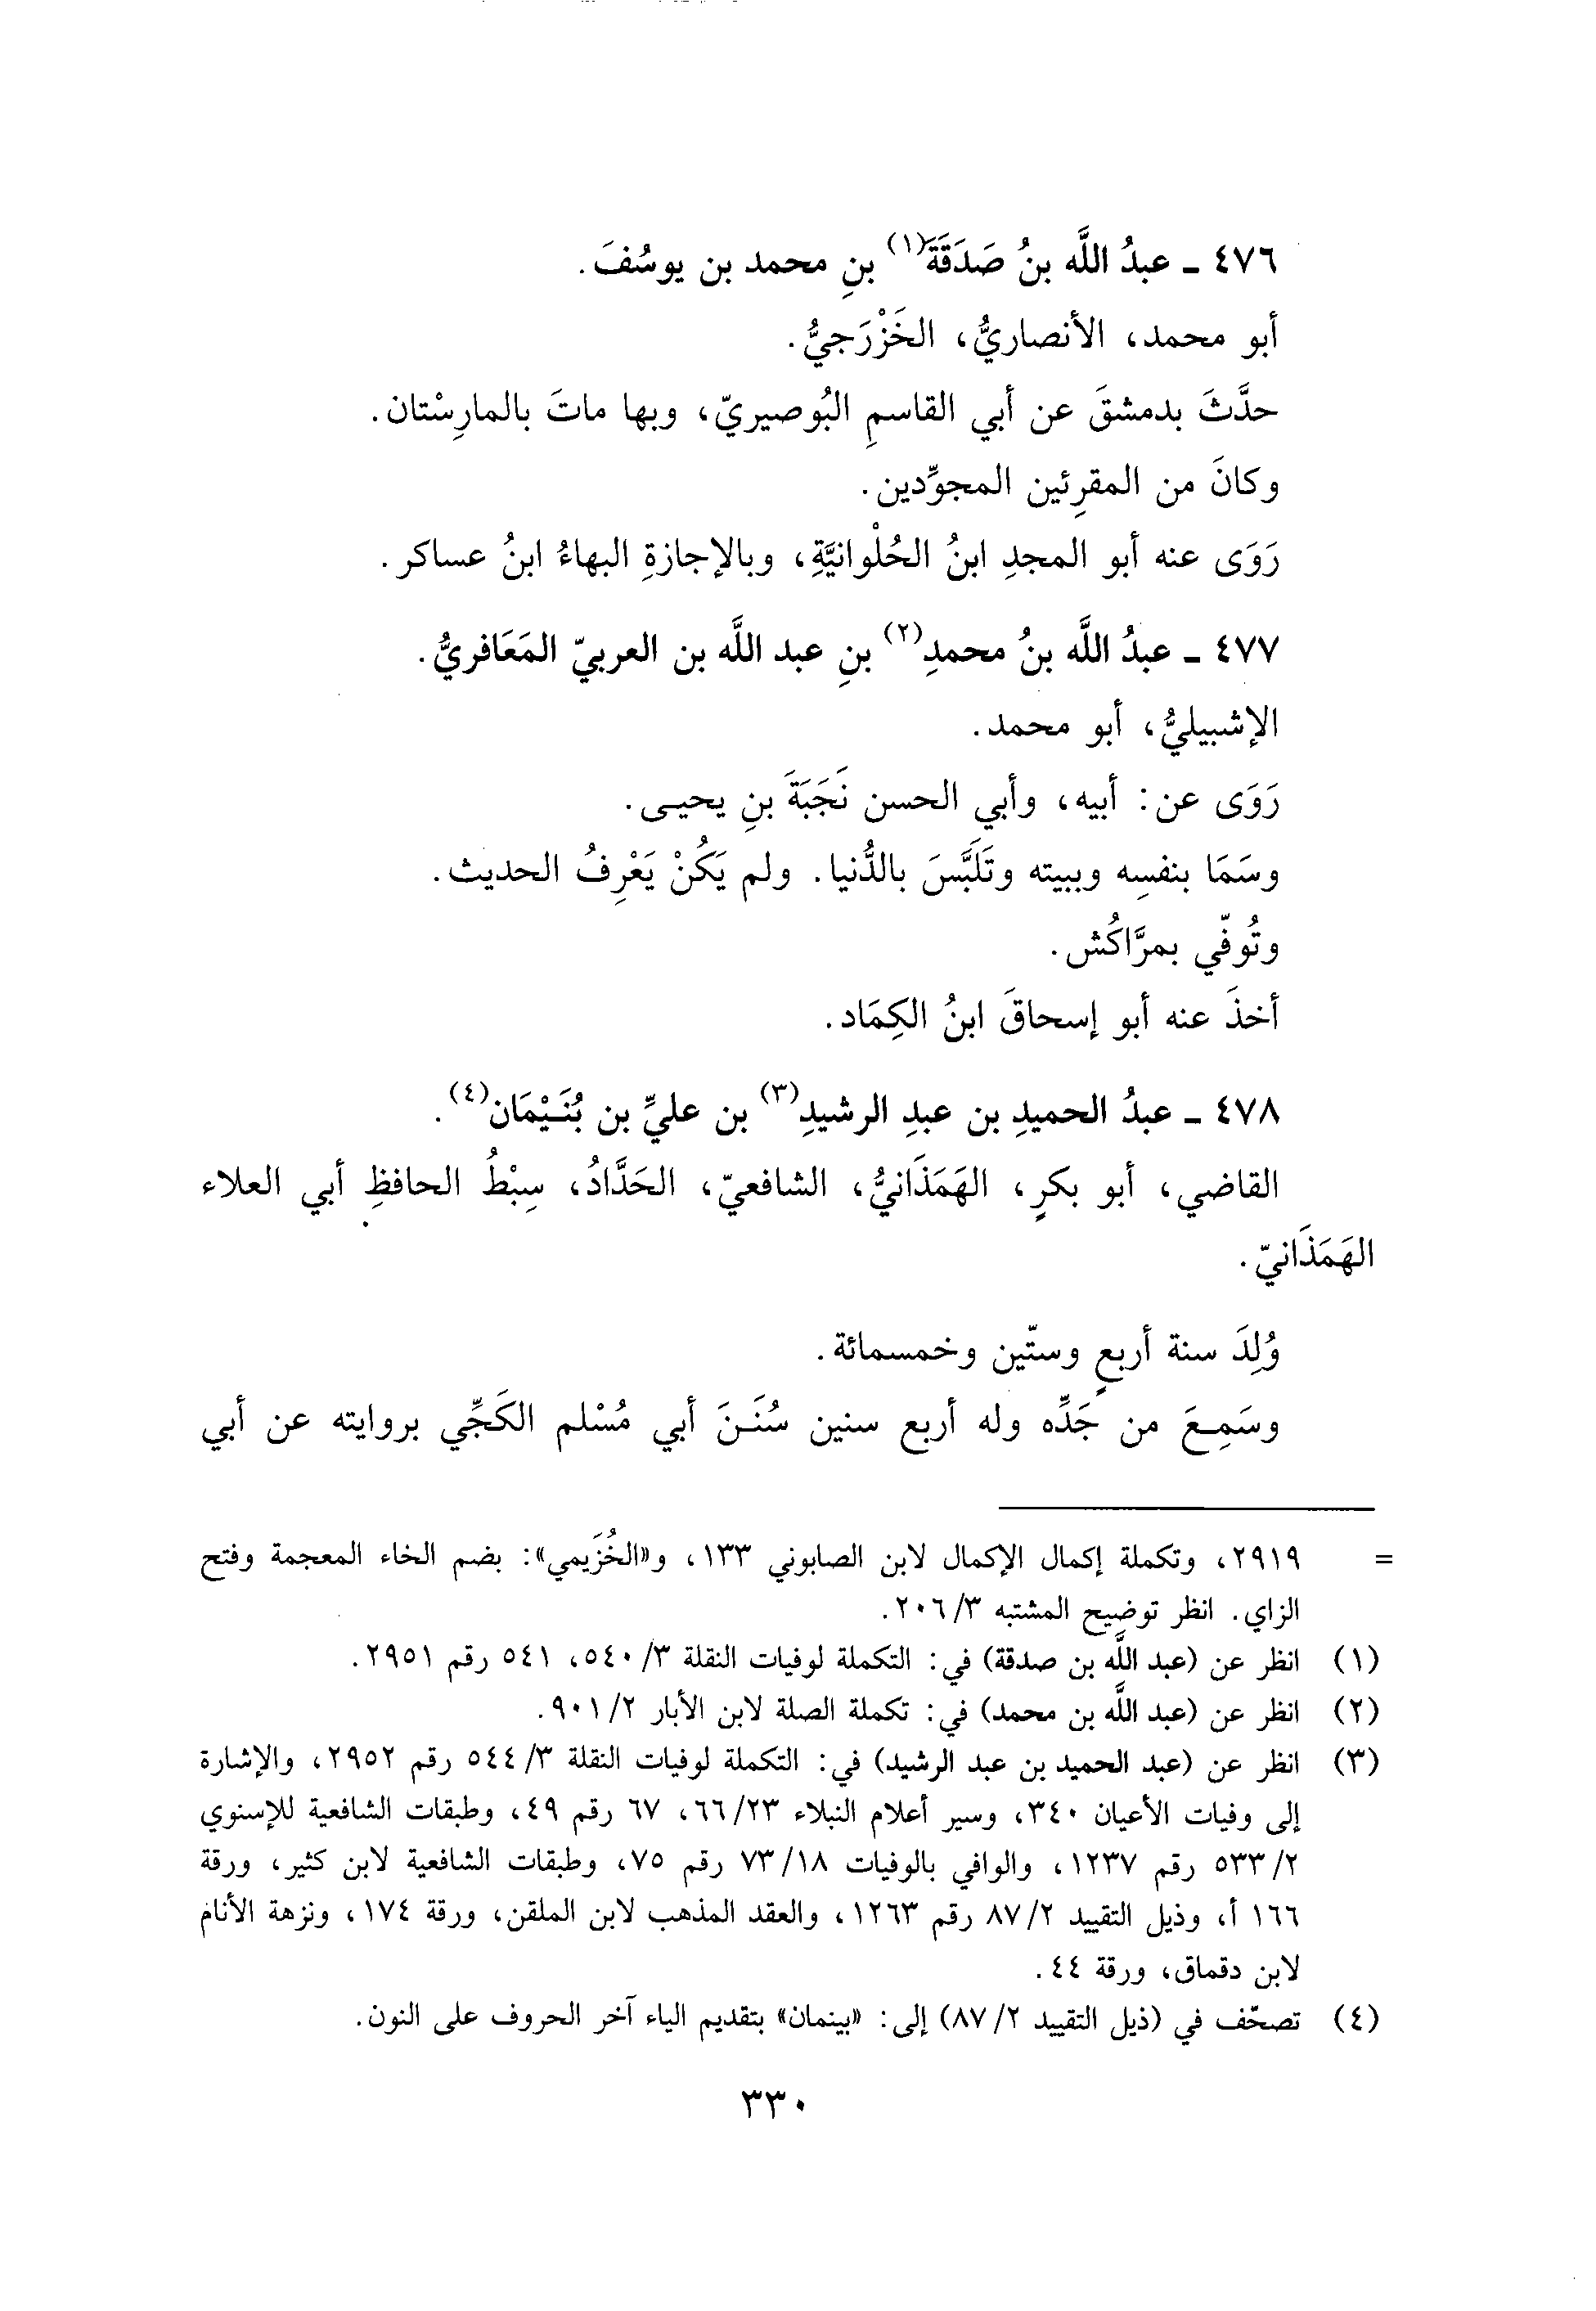 ٤٧٦ ـ عبدُ اللَّه بنُ صَدَقَةَ(١) بنِ محمد بن يوسُفَ.
أبو محمد، الأنصاريُّ، الخَزْرَجيُّ.
حدَّثَ بدمشقَ عن أبي القاسمِ البُوصيريّ، وبها ماتَ بالمارِسْتان.
وكانَ من المقرِئين المجوِّدين.
رَوَى عنه أبو المجدِ ابنُ الحُلْوانيَّةِ، وبالإجازةِ البهاءُ ابنُ عساكر.
٤٧٧ ـ عبدُ اللَّه بنُ محمدِ(٢) بنِ عبد اللَّه بن العربيّ المَعَافريُّ.
الإشبيليُّ، أبو محمد.
رَوَى عن: أبيه، وأبي الحسن نَجَبَةَ بنِ يحيـى.
وسَمَا بنفسِه وببيته وتَلَبَّسَ بالدُّنيا. ولم يَكُنْ يَعْرِفُ الحديث.
وتُوفّي بمرَّاكُش.
أخذَ عنه أبو إسحاقَ ابنُ الكِمَاد.
٤٧٨ ـ عبدُ الحميدِ بن عبدِ الرشيدِ(٣) بن عليِّ بن بُنَـيْمَان(٤).
القاضي، أبو بكرٍ، الهَمَذَانيُّ، الشافعيّ، الحَدَّادُ، سِبْطُ الحافظِ أبي العلاء
الهَمَذَانيّ.
وُلِدَ سنة أربعٍ وستّين وخمسمائة.
وسَمِـعَ من جَدِّه وله أربع سنين سُنَـنَ أبي مُسْلم الكَجِّي بروايته عن أبي
= ٢٩١٩، وتكملة إكمال الإكمال لابن الصابوني ١٣٣، و«الخُزَيمي»: بضم الخاء المعجمة وفتح
الزاي. انظر توضيح المشتبه ٣/٢٠٦.
(١) انظر عن (عبد اللَّه بن صدقة) في: التكملة لوفيات النقلة ٣/٥٤٠، ٥٤١ رقم ٢٩٥١.
(٢) انظر عن (عبد اللَّه بن محمد) في: تكملة الصلة لابن الأبار ٢/٩٠١.
(٣) انظر عن (عبد الحميد بن عبد الرشيد) في: التكملة لوفيات النقلة ٣/٥٤٤ رقم ٢٩٥٢، والإشارة
إلى وفيات الأعيان ٣٤٠، وسير أعلام النبلاء ٢٣/٦٦، ٦٧ رقم ٤٩، وطبقات الشافعية للإسنوي
٢/٥٣٣ رقم ١٢٣٧، والوافي بالوفيات ١٨/٧٣ رقم ٧٥، وطبقات الشافعية لابن كثير، ورقة
١٦٦ أ، وذيل التقييد ٢/٨٧ رقم ١٢٦٣، والعقد المذهب لابن الملقن، ورقة ١٧٤، ونزهة الأنام
لابن دقماق، ورقة ٤٤.
(٤) تصحّف في (ذيل التقييد ٢/٨٧) إلى: «بينمان» بتقديم الياء آخر الحروف على النون.
٣٣٠